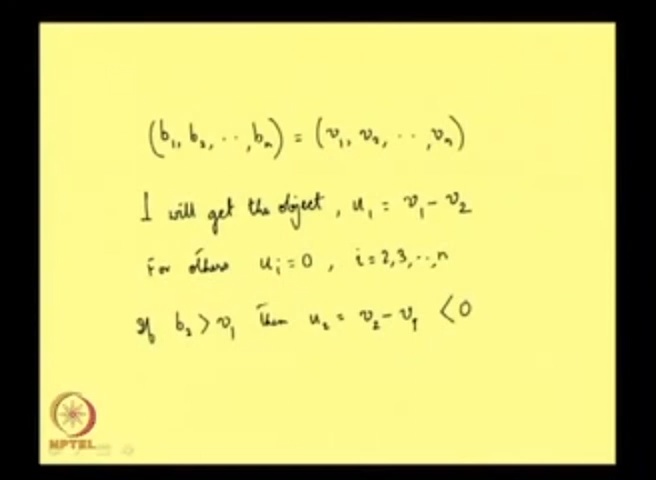 (b₁, b₂, .., bₙ) = (v₁, v₂, .., vₙ)
I will get the object, u₁ = v₁ - v₂
For others uᵢ = 0, i = 2,3,..,n
If b₂ > v₁ then u₂ = v₂ - v₁ < 0
NPTEL